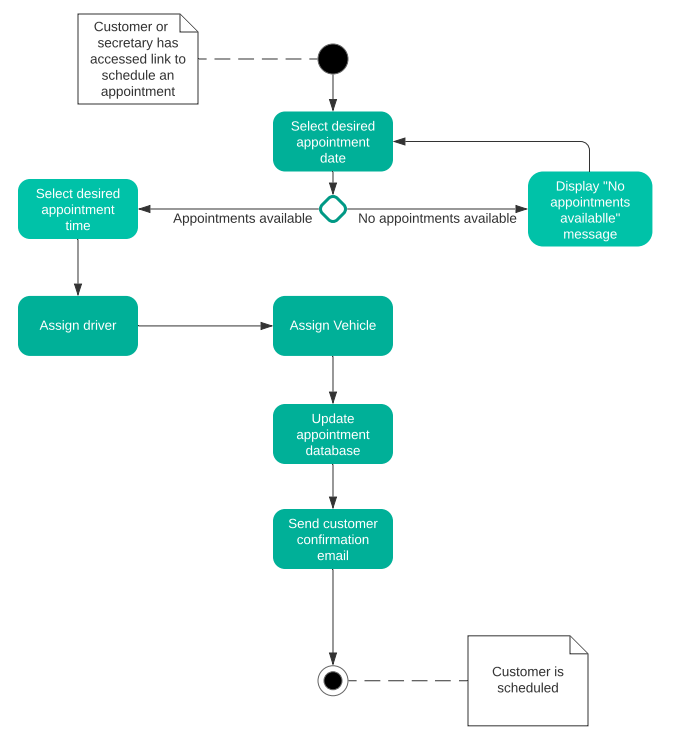 Customer or
secretary has
accessed link to
schedule an
appointment
Select desired
appointment
date
Select desired
appointment
time
Appointments available
No appointments available
Display "No
appointments
availablle"
message
Assign driver
Assign Vehicle
Update
appointment
database
Send customer
confirmation
email
Customer is
scheduled